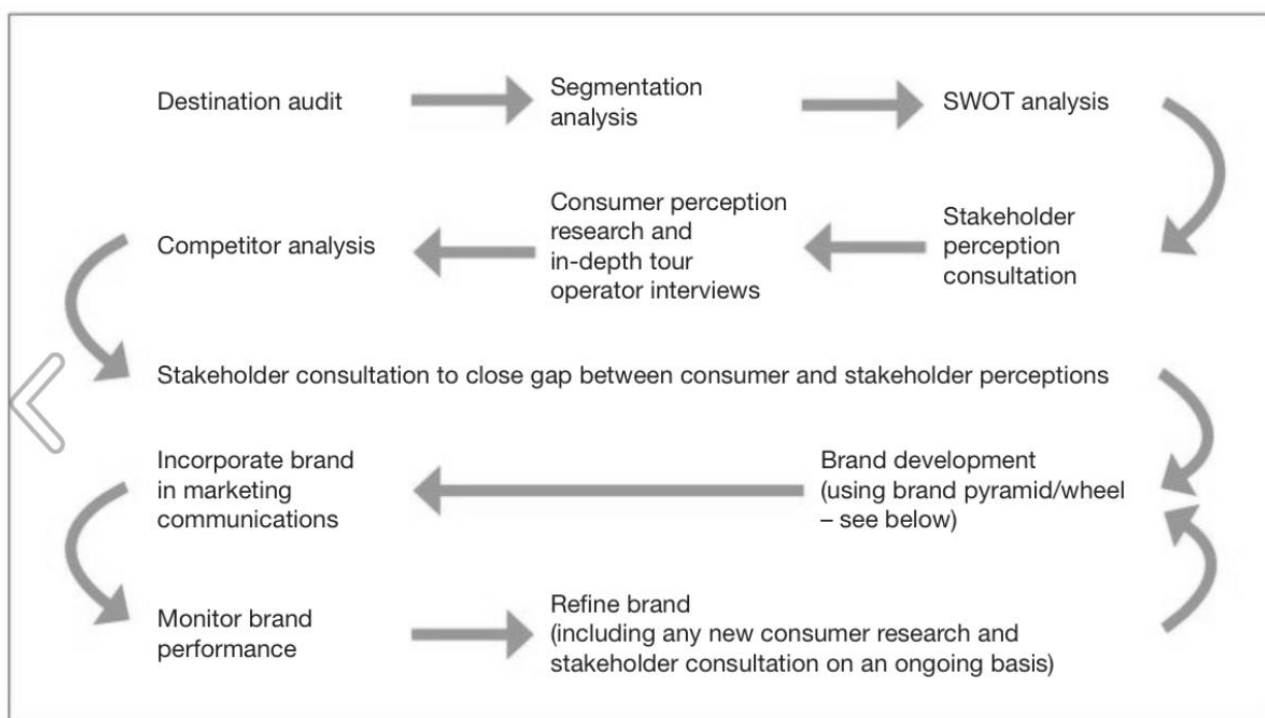 Destination audit
Segmentation
analysis
SWOT analysis
Stakeholder
perception
consultation
Consumer perception
research and
in-depth tour
operator interviews
Competitor analysis
Stakeholder consultation to close gap between consumer and stakeholder perceptions
Brand development
(using brand pyramid/wheel
– see below)
Incorporate brand
in marketing
communications
Monitor brand
performance
Refine brand
(including any new consumer research and
stakeholder consultation on an ongoing basis)